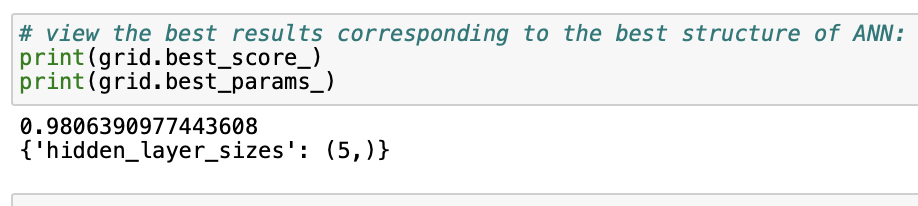 # view the best results corresponding to the best structure of ANN:
print(grid.best_score_)
print(grid.best_params_)
0.9806390977443608
{'hidden_layer_sizes': (5,)}